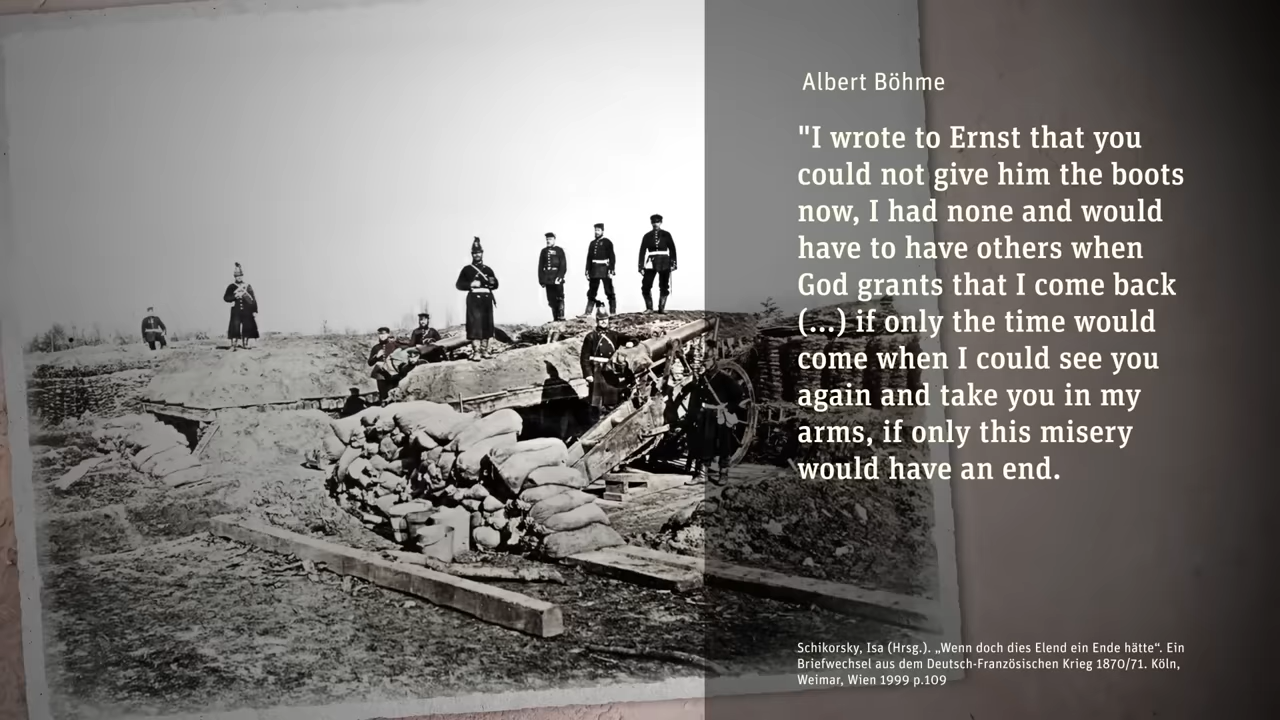 Albert Böhme
"I wrote to Ernst that you
could not give him the boots
now, I had none and would
have to have others when
God grants that I come back
(...) if only the time would
come when I could see you
again and take you in my
arms, if only this misery
would have an end.
Schikorsky, Isa (Hrsg.). „Wenn doch dies Elend ein Ende hätte“. Ein
Briefwechsel aus dem Deutsch-Französischen Krieg 1870/71. Köln,
Weimar, Wien 1999 p.109